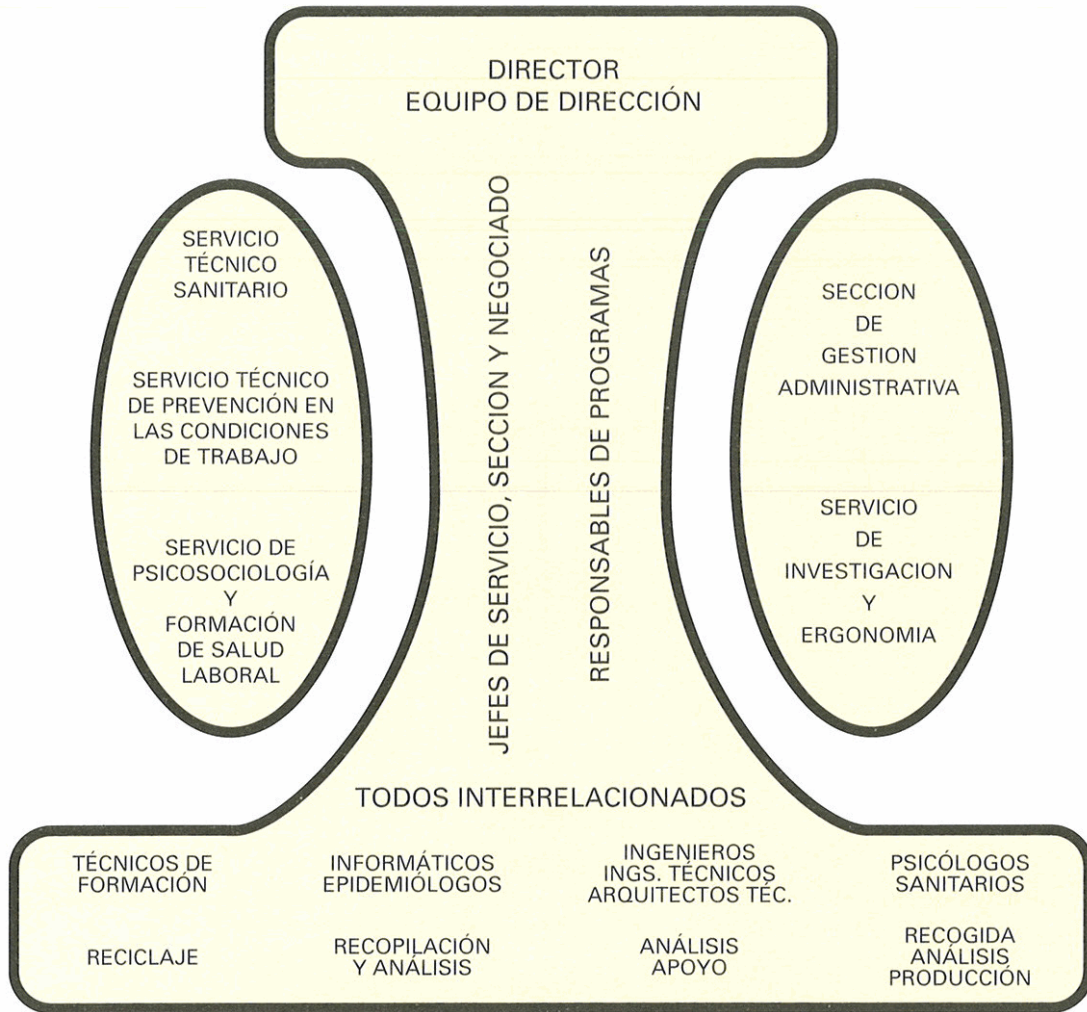 DIRECTOR
EQUIPO DE DIRECCIÓN
SERVICIO
TÉCNICO
SANITARIO
SERVICIO TÉCNICO
DE PREVENCIÓN EN
LAS CONDICIONES
DE TRABAJO
SERVICIO DE
PSICOSOCIOLOGÍA
Y
FORMACIÓN
DE SALUD
LABORAL
JEFES DE SERVICIO, SECCION Y NEGOCIADO
RESPONSABLES DE PROGRAMAS
SECCION
DE
GESTION
ADMINISTRATIVA
SERVICIO
DE
INVESTIGACION
Y
ERGONOMIA
TODOS INTERRELACIONADOS
TÉCNICOS DE
FORMACIÓN
INFORMÁTICOS
EPIDEMIÓLOGOS
INGENIEROS
INGS. TÉCNICOS
ARQUITECTOS TÉC.
PSICÓLOGOS
SANITARIOS
RECICLAJE
RECOPILACIÓN
Y ANÁLISIS
ANÁLISIS
APOYO
RECOGIDA
ANÁLISIS
PRODUCCIÓN